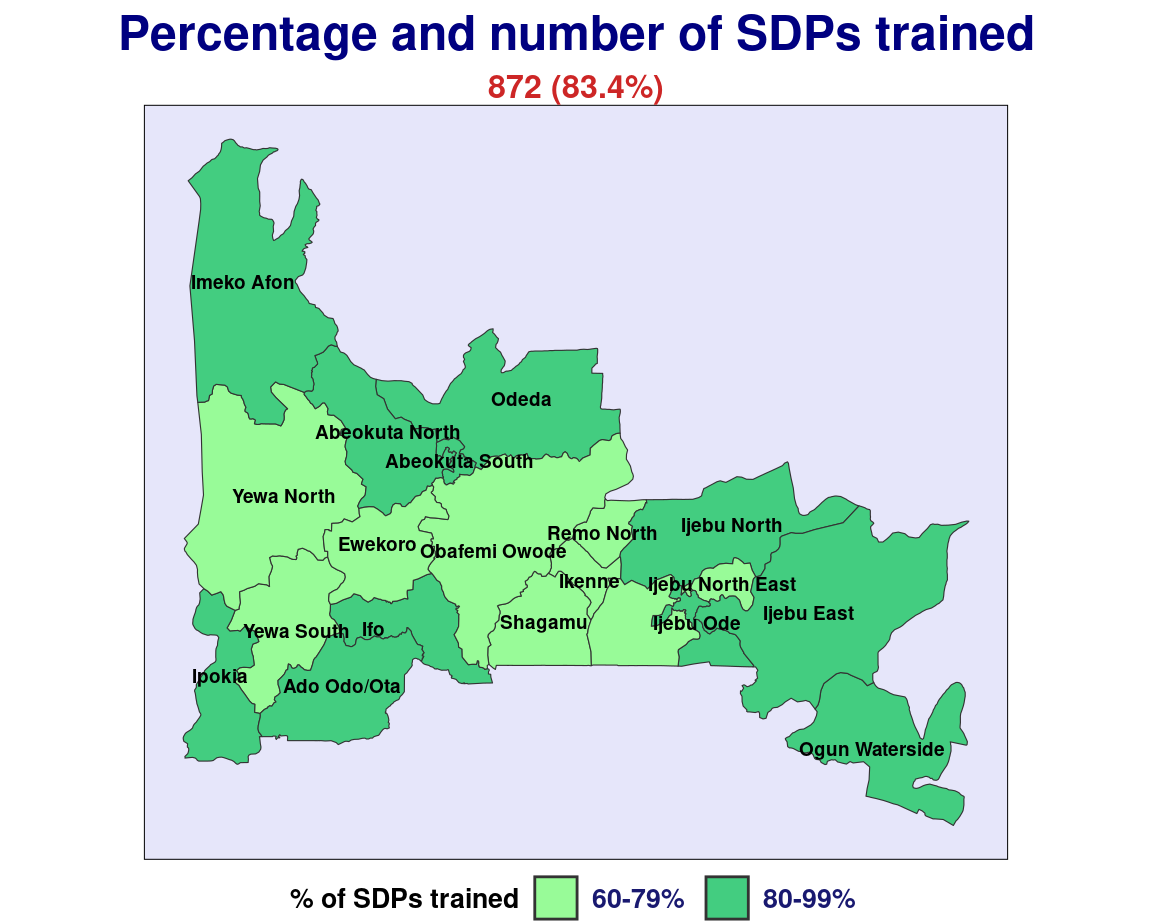 Percentage and number of SDPs trained
872 (83.4%)
Imeko Afon
Odeda
Abeokuta North
Abeokuta South
Yewa North
Ijebu North
Remo North
Ewekoro
Obafemi Owode
Ikenne
Ijebu North East
Ijebu East
Shagamu
Ijebu Ode
Yewa South
Ifo
Ipokia
Ado Odo/Ota
Ogun Waterside
% of SDPs trained 60-79% 80-99%